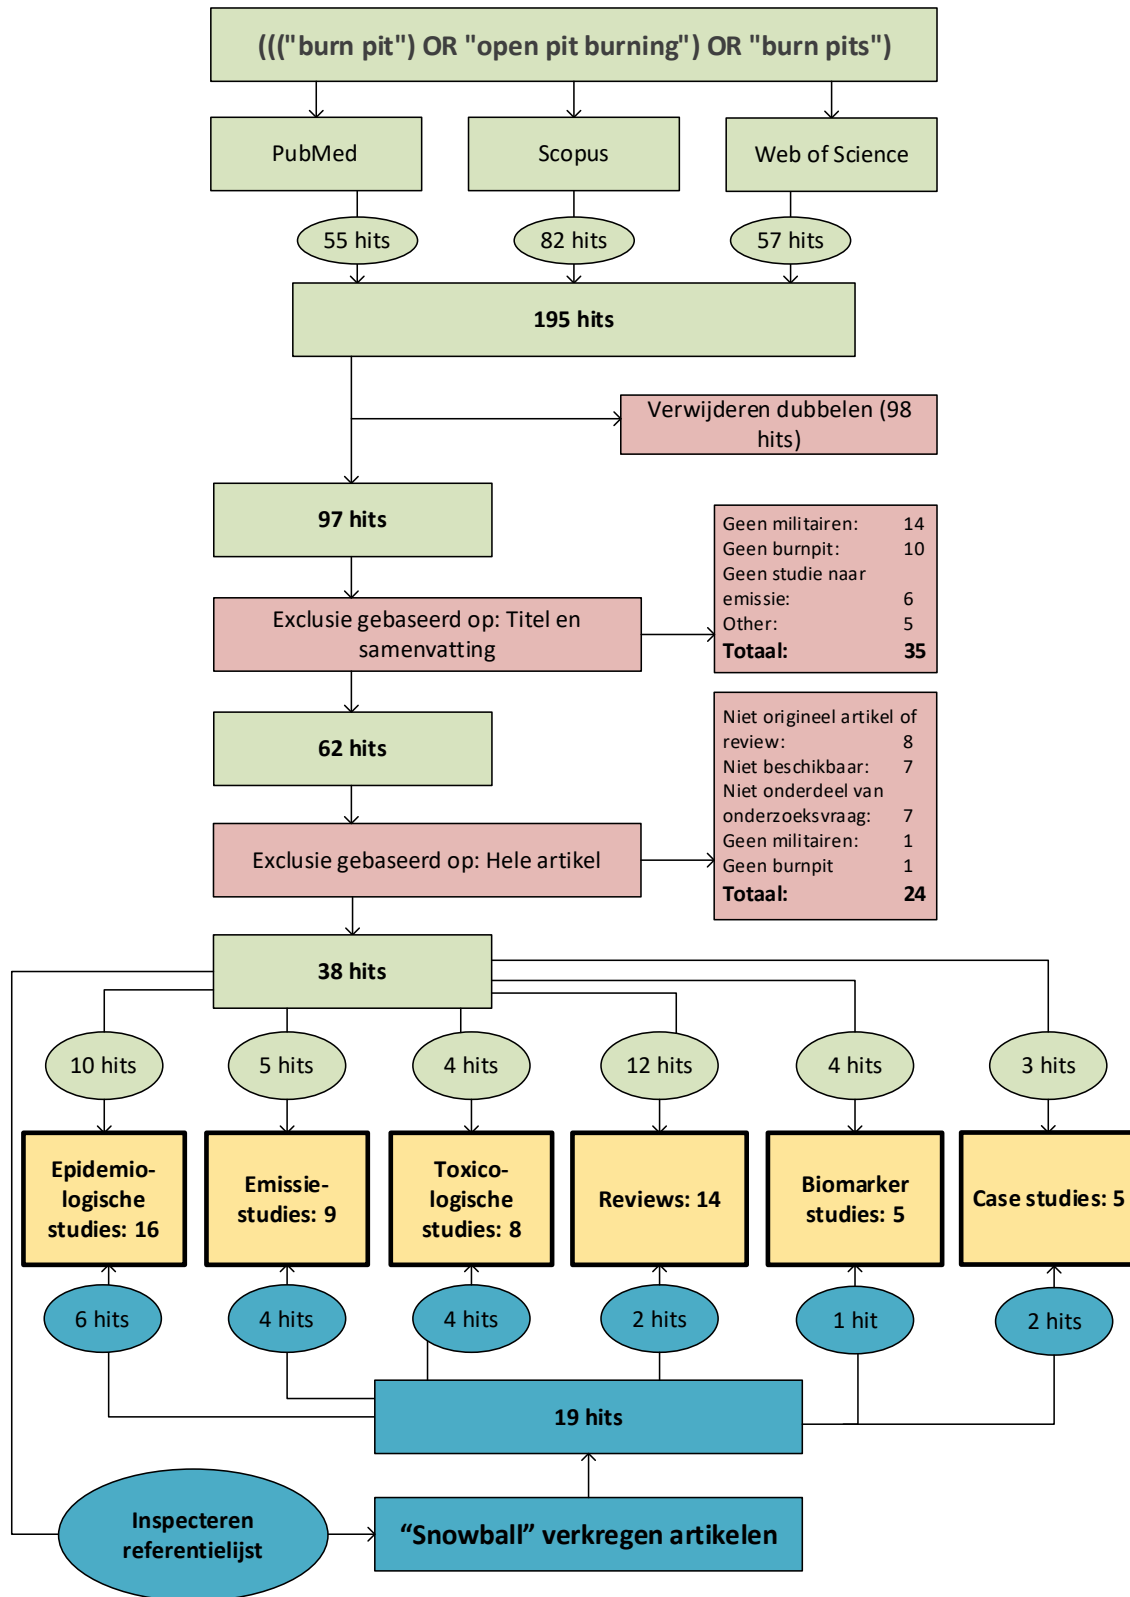 ((("burn pit") OR "open pit burning") OR "burn pits")
PubMed
Scopus
Web of Science
55 hits
82 hits
57 hits
195 hits
Verwijderen dubbelen (98
hits)
97 hits
Geen militairen: 14
Geen burnpit: 10
Geen studie naar
emissie: 6
Other: 5
Totaal: 35
Exclusie gebaseerd op: Titel en
samenvatting
62 hits
Niet origineel artikel of
review: 8
Niet beschikbaar: 7
Niet onderdeel van
onderzoeksvraag: 7
Geen militairen: 1
Geen burnpit 1
Totaal: 24
Exclusie gebaseerd op: Hele artikel
38 hits
10 hits
5 hits
4 hits
12 hits
4 hits
3 hits
Epidemio-
logische
studies: 16
Emissie-
studies: 9
Toxico-
logische
studies: 8
Reviews: 14
Biomarker
studies: 5
Case studies: 5
6 hits
4 hits
4 hits
2 hits
1 hit
2 hits
19 hits
Inspecteren
referentielijst
“Snowball” verkregen artikelen